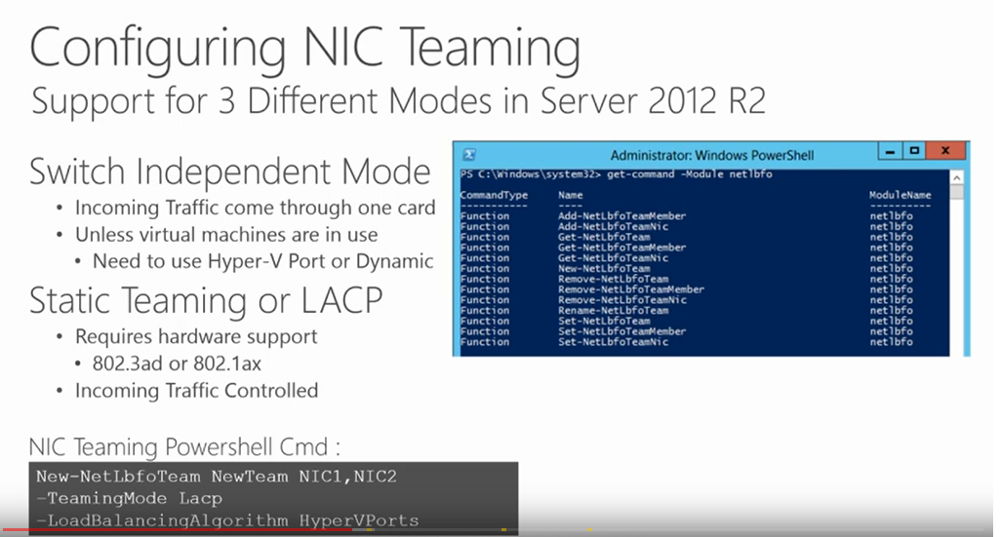 Configuring NIC Teaming
Support for 3 Different Modes in Server 2012 R2
Switch Independent Mode
• Incoming Traffic come through one card
• Unless virtual machines are in use
• Need to use Hyper-V Port or Dynamic
Static Teaming or LACP
• Requires hardware support
• 802.3ad or 802.1ax
• Incoming Traffic Controlled
NIC Teaming Powershell Cmd :
New-NetLbfoTeam NewTeam NIC1,NIC2
-TeamingMode Lacp
-LoadBalancingAlgorithm HyperVPorts
Administrator: Windows PowerShell
PS C:\Windows\system32> get-command -Module netlbfo
CommandType Name ModuleName
----------- ---- ----------
Function Add-NetLbfoTeamMember netlbfo
Function Add-NetLbfoTeamNic netlbfo
Function Get-NetLbfoTeam netlbfo
Function Get-NetLbfoTeamMember netlbfo
Function Get-NetLbfoTeamNic netlbfo
Function New-NetLbfoTeam netlbfo
Function Remove-NetLbfoTeam netlbfo
Function Remove-NetLbfoTeamMember netlbfo
Function Remove-NetLbfoTeamNic netlbfo
Function Rename-NetLbfoTeam netlbfo
Function Set-NetLbfoTeam netlbfo
Function Set-NetLbfoTeamMember netlbfo
Function Set-NetLbfoTeamNic netlbfo